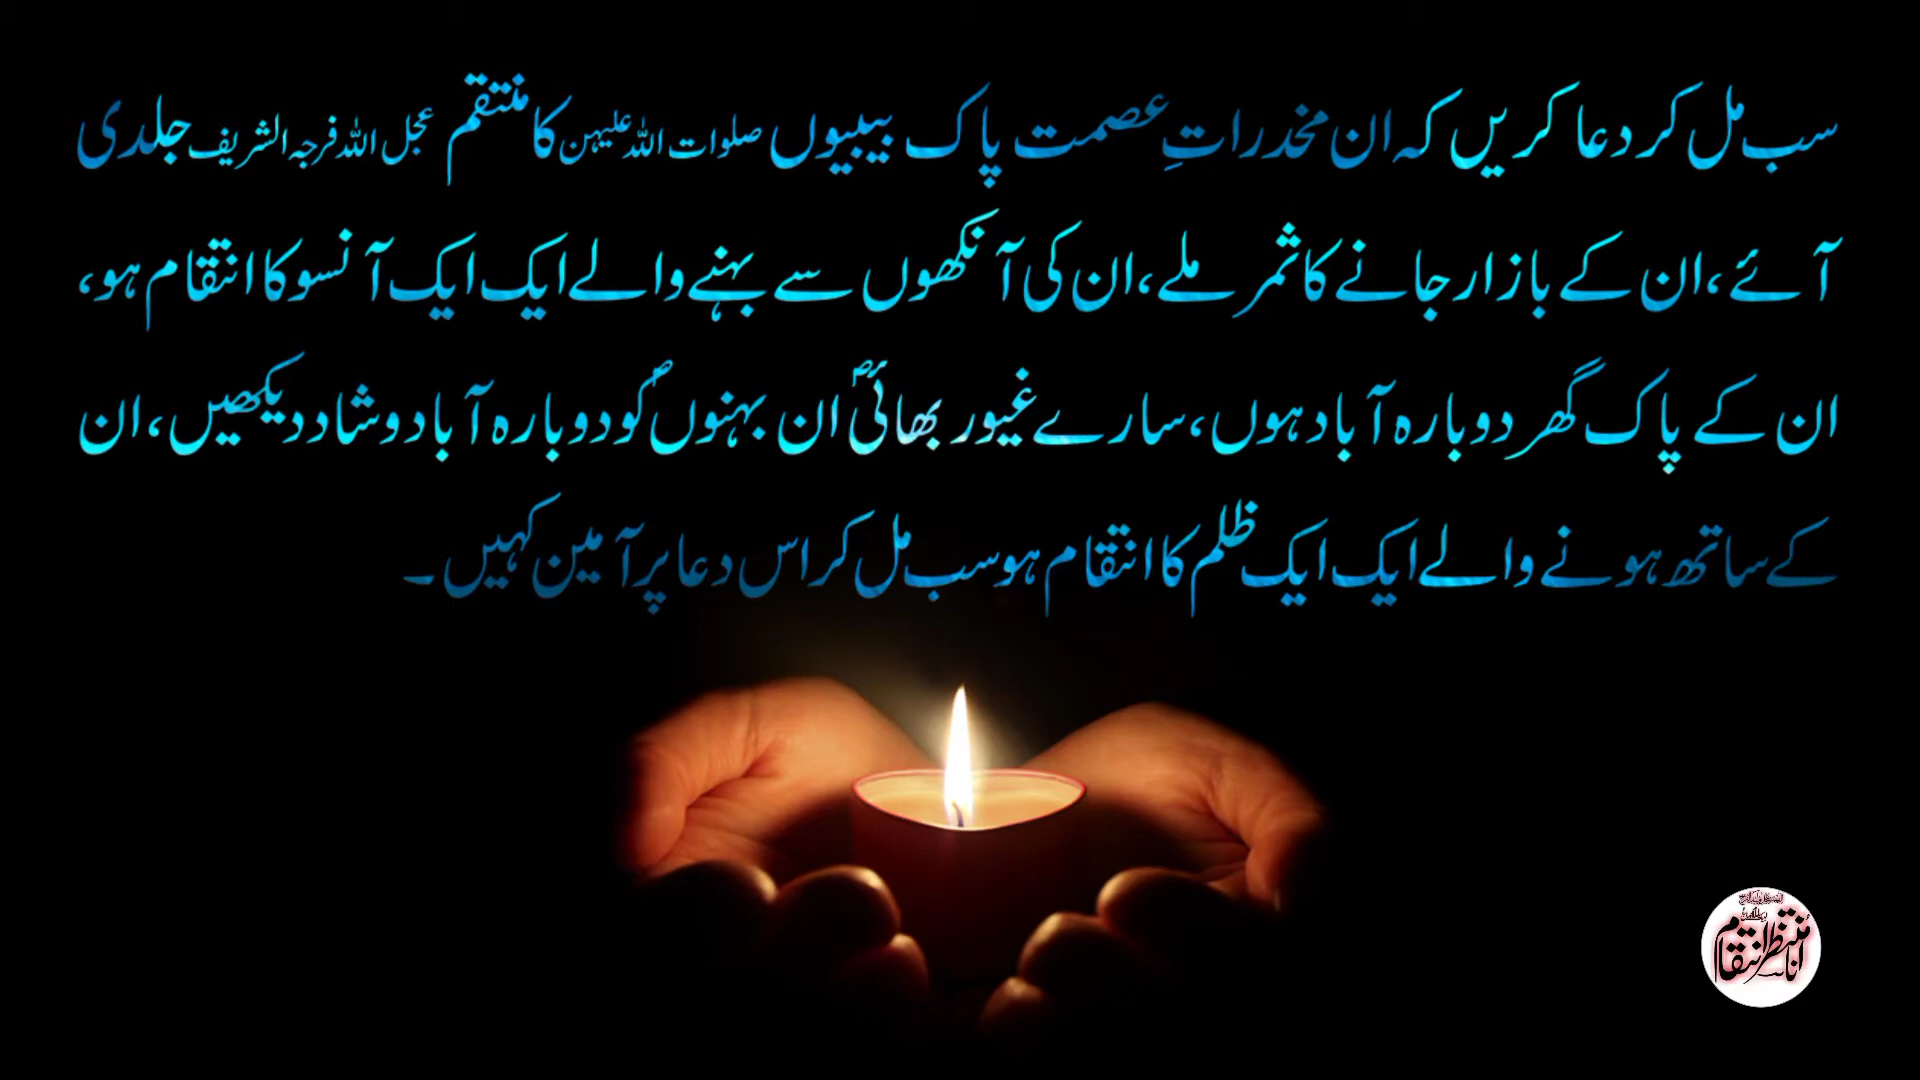 سب مل کر دعا کریں کہ ان مخدراتِ عصمت پاک بیبیوں صلوات اللہ علیہن کا منتقم عجل اللہ فرجہ الشریف جلدی
آئے، ان کے بازار جانے کا ثمر ملے، ان کی آنکھوں سے بہنے والے ایک ایک آنسو کا انتقام ہو،
ان کے پاک گھر دوبارہ آباد ہوں، سارے غیور بھائیؑ ان بہنوںؑ کو دوبارہ آباد و شاد دیکھیں، ان
کے ساتھ ہونے والے ایک ایک ظلم کا انتقام ہو سب مل کر اس دعا پر آمین کہیں۔